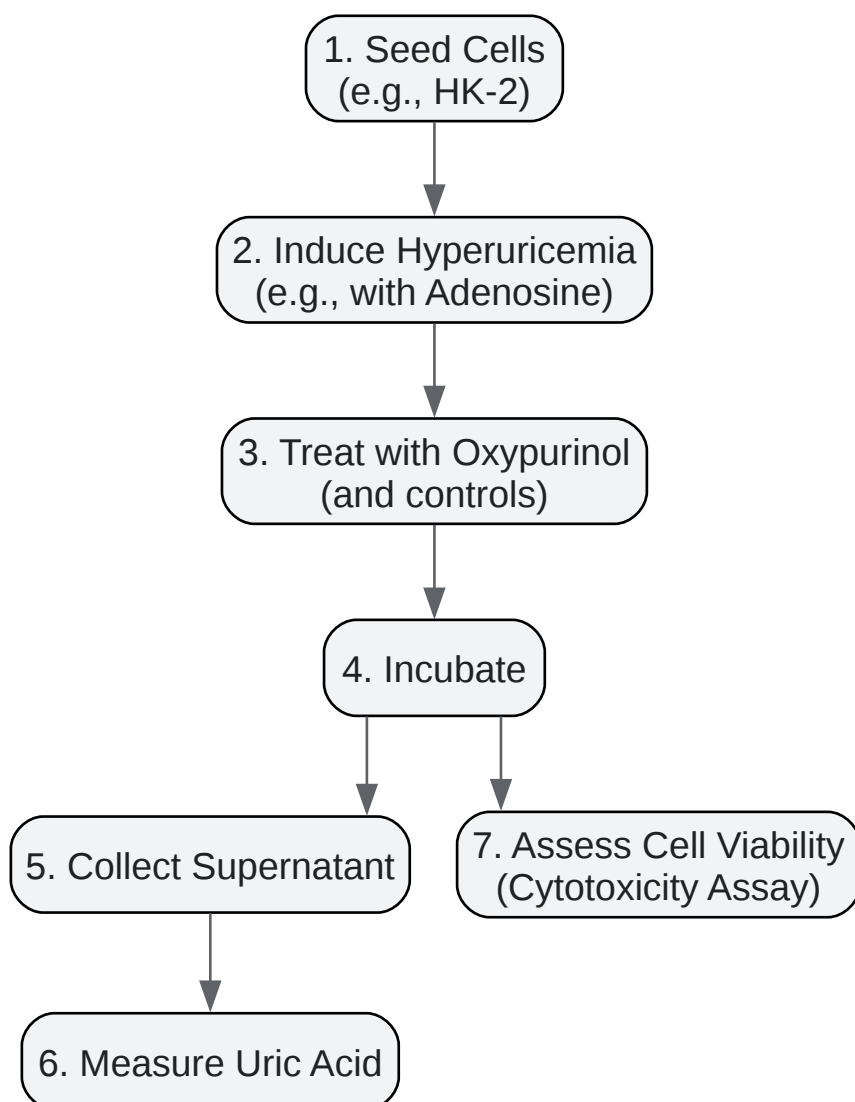 1. Seed Cells
(e.g., HK-2)
2. Induce Hyperuricemia
(e.g., with Adenosine)
3. Treat with Oxypurinol
(and controls)
4. Incubate
5. Collect Supernatant
7. Assess Cell Viability
(Cytotoxicity Assay)
6. Measure Uric Acid